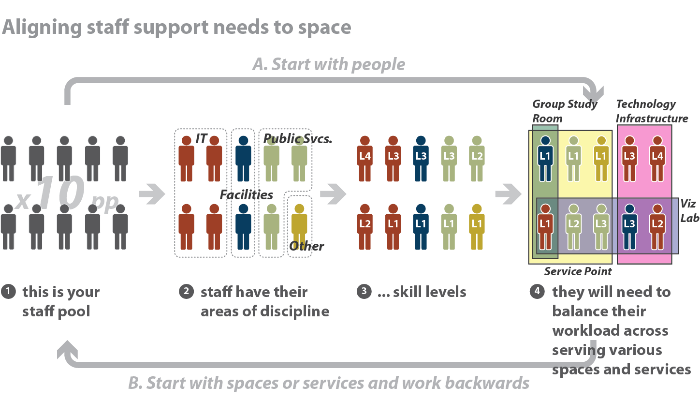 Aligning staff support needs to space
A. Start with people
x10 pp
IT
Public Svcs.
Facilities
Other
L4 L3 L3 L3 L2
L2 L1 L1 L1 L1
Group Study
Room
Technology
Infrastructure
L1 L1 L1 L3 L4
L1 L2 L3 L3 L2
Viz
Lab
Service Point
1 this is your
staff pool
2 staff have their
areas of discipline
3 ... skill levels
4 they will need to
balance their
workload across
serving various
spaces and services
B. Start with spaces or services and work backwards